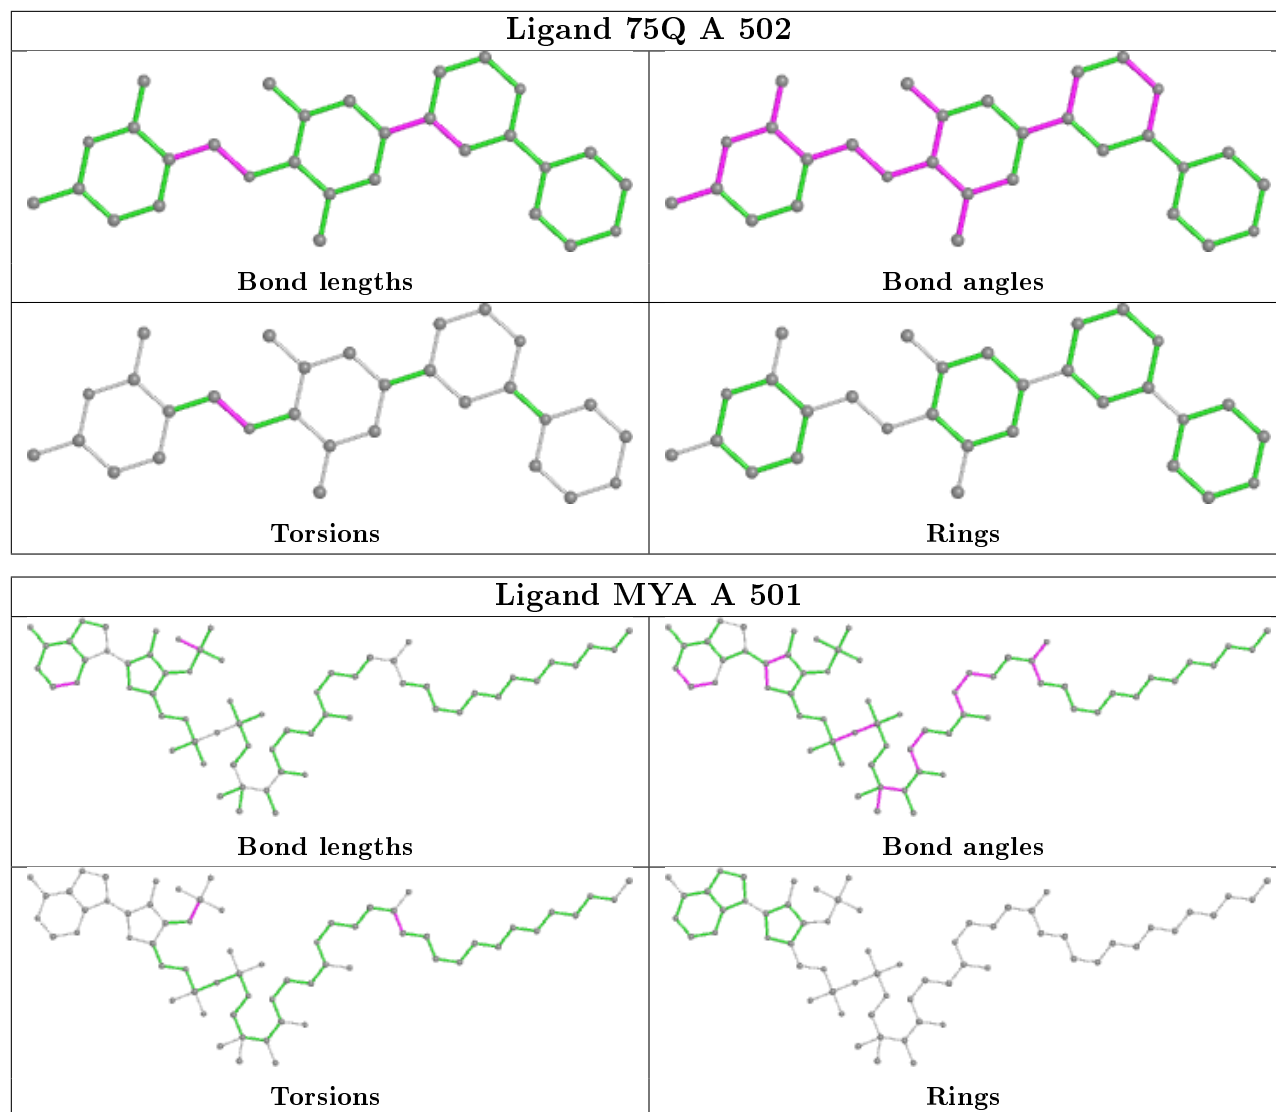 Ligand 75Q A 502
Bond lengths
Bond angles
Torsions
Rings
Ligand MYA A 501
Bond lengths
Bond angles
Torsions
Rings